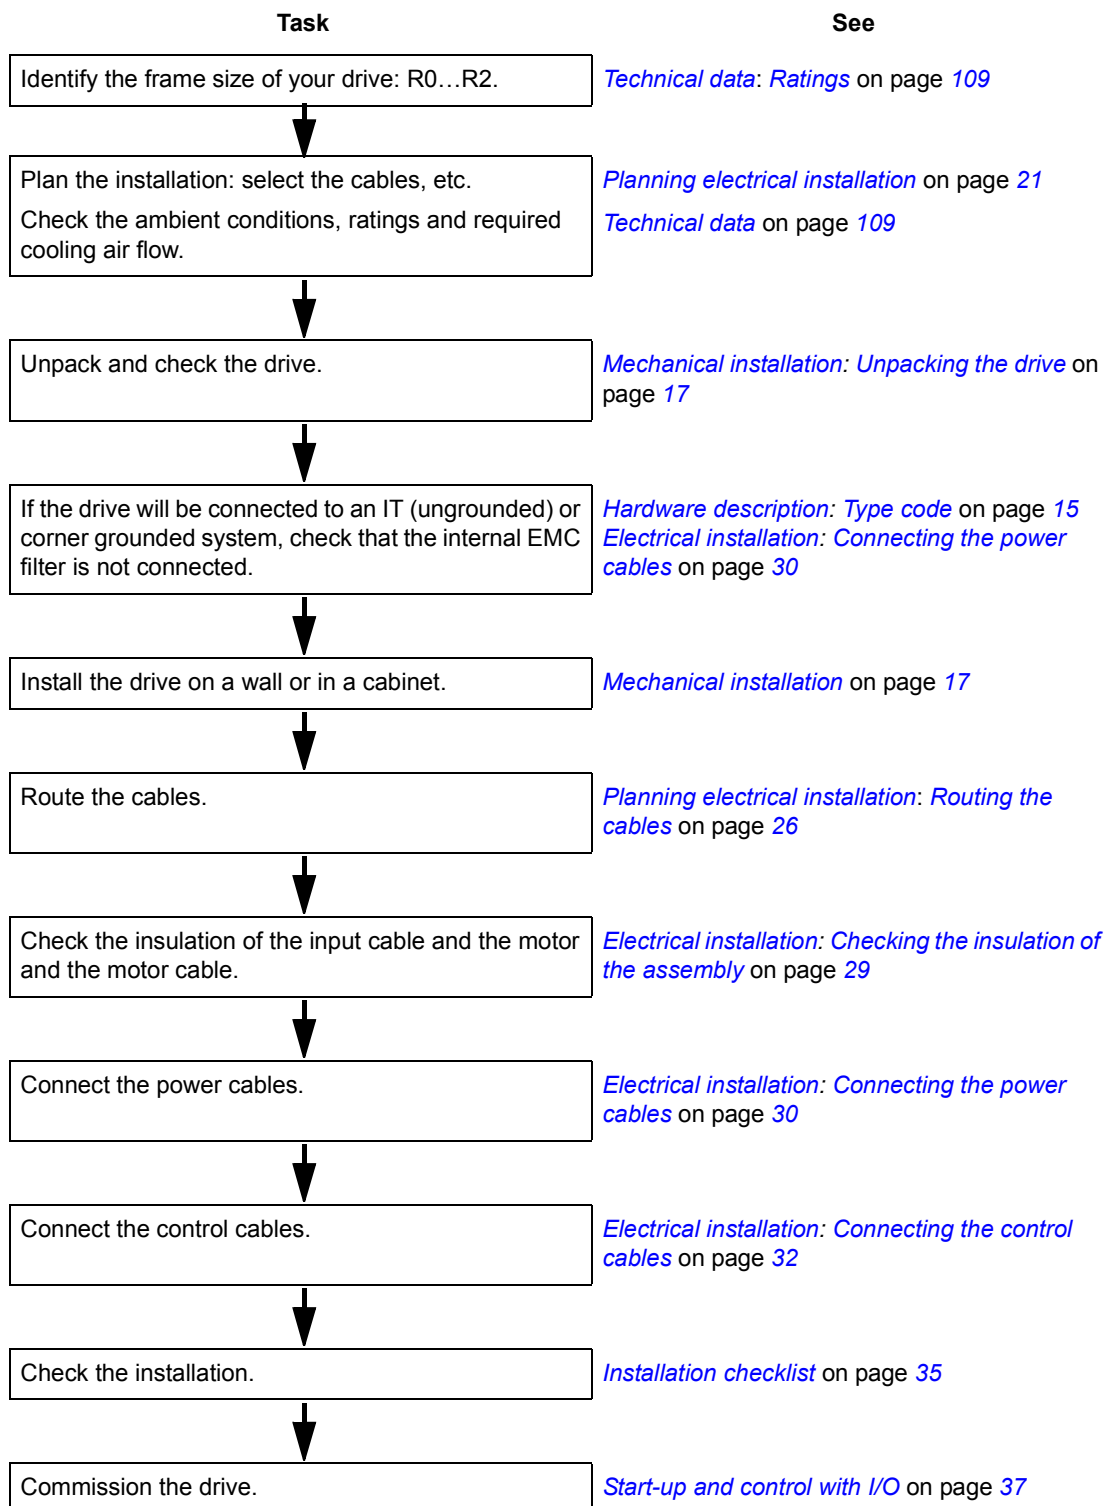 Task See
Identify the frame size of your drive: R0…R2. Technical data: Ratings on page 109
Plan the installation: select the cables, etc. Planning electrical installation on page 21
Check the ambient conditions, ratings and required Technical data on page 109
cooling air flow.
Unpack and check the drive. Mechanical installation: Unpacking the drive on
page 17
If the drive will be connected to an IT (ungrounded) or Hardware description: Type code on page 15
corner grounded system, check that the internal EMC Electrical installation: Connecting the power
filter is not connected. cables on page 30
Install the drive on a wall or in a cabinet. Mechanical installation on page 17
Route the cables. Planning electrical installation: Routing the
cables on page 26
Check the insulation of the input cable and the motor Electrical installation: Checking the insulation of
and the motor cable. the assembly on page 29
Connect the power cables. Electrical installation: Connecting the power
cables on page 30
Connect the control cables. Electrical installation: Connecting the control
cables on page 32
Check the installation. Installation checklist on page 35
Commission the drive. Start-up and control with I/O on page 37